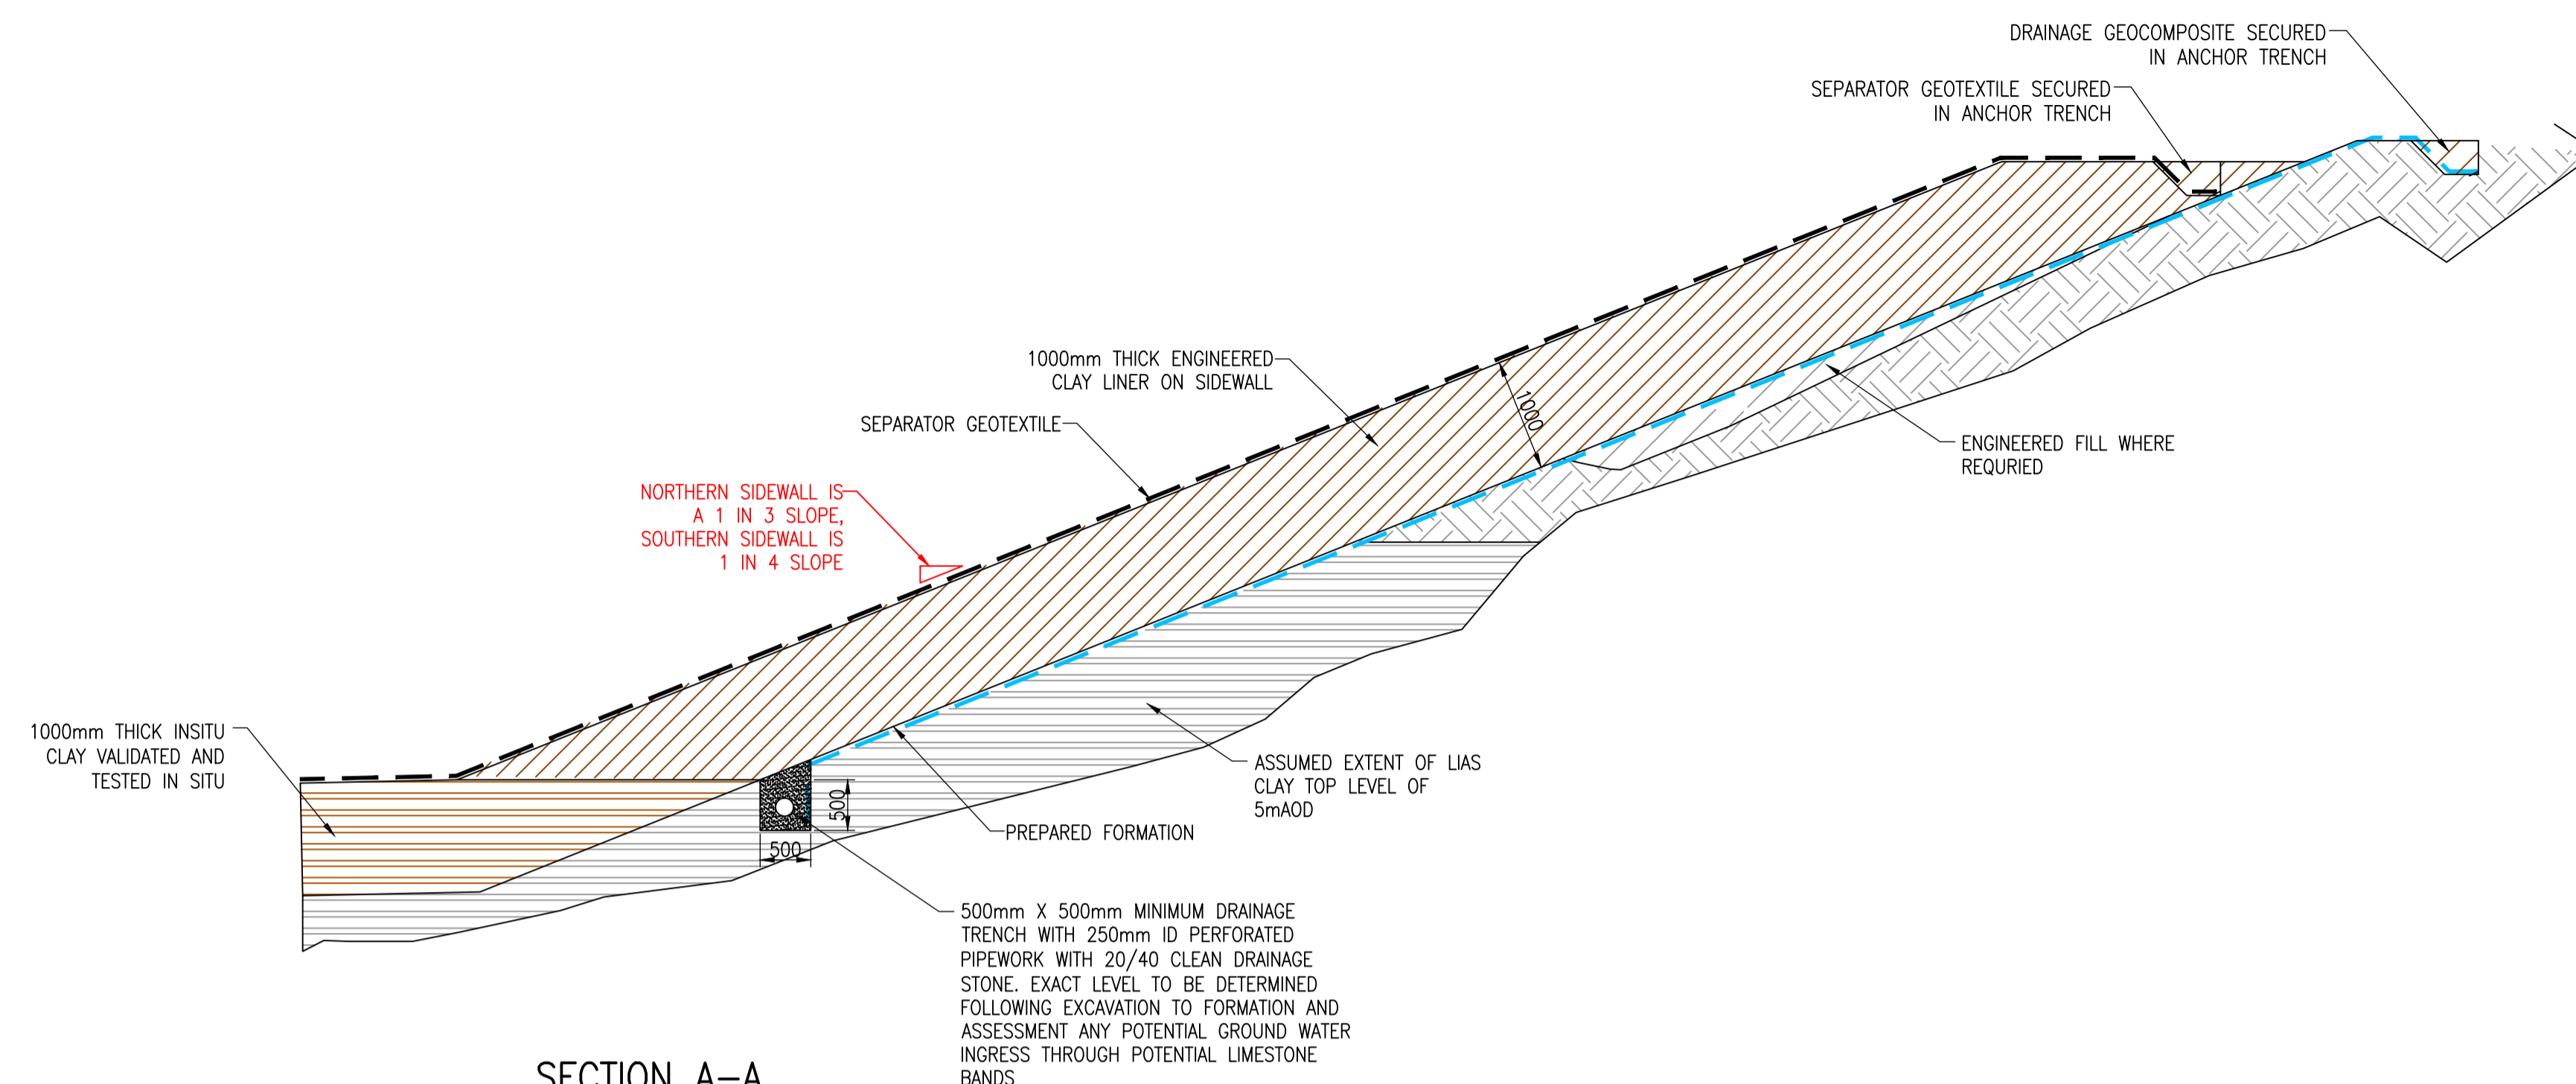 DRAINAGE GEOCOMPOSITE SECURED
IN ANCHOR TRENCH
SEPARATOR GEOTEXTILE SECURED
IN ANCHOR TRENCH
1000mm THICK ENGINEERED
CLAY LINER ON SIDEWALL
SEPARATOR GEOTEXTILE
1000
ENGINEERED FILL WHERE
REQURIED
NORTHERN SIDEWALL IS
A 1 IN 3 SLOPE,
SOUTHERN SIDEWALL IS
1 IN 4 SLOPE
1000mm THICK INSITU
CLAY VALIDATED AND
TESTED IN SITU
ASSUMED EXTENT OF LIAS
CLAY TOP LEVEL OF
5mAOD
500
PREPARED FORMATION
500
500mm X 500mm MINIMUM DRAINAGE
TRENCH WITH 250mm ID PERFORATED
PIPEWORK WITH 20/40 CLEAN DRAINAGE
STONE. EXACT LEVEL TO BE DETERMINED
FOLLOWING EXCAVATION TO FORMATION AND
ASSESSMENT ANY POTENTIAL GROUND WATER
INGRESS THROUGH POTENTIAL LIMESTONE
BANDS
SECTION A-A